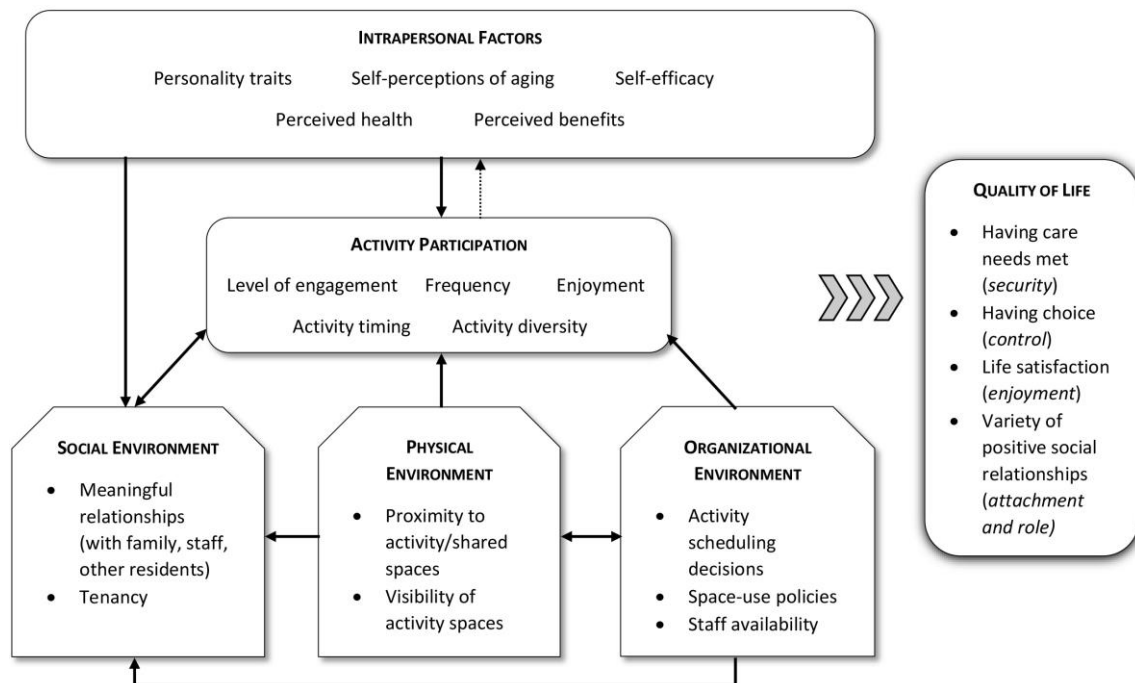 INTRAPERSONAL FACTORS
Personality traits Self-perceptions of aging Self-efficacy
Perceived health Perceived benefits
ACTIVITY PARTICIPATION
Level of engagement Frequency Enjoyment
Activity timing Activity diversity
SOCIAL ENVIRONMENT
• Meaningful
relationships
(with family, staff,
other residents)
• Tenancy
PHYSICAL
ENVIRONMENT
• Proximity to
activity/shared
spaces
• Visibility of
activity spaces
ORGANIZATIONAL
ENVIRONMENT
• Activity
scheduling
decisions
• Space-use policies
• Staff availability
QUALITY OF LIFE
• Having care
needs met
(security)
• Having choice
(control)
• Life satisfaction
(enjoyment)
• Variety of
positive social
relationships
(attachment
and role)